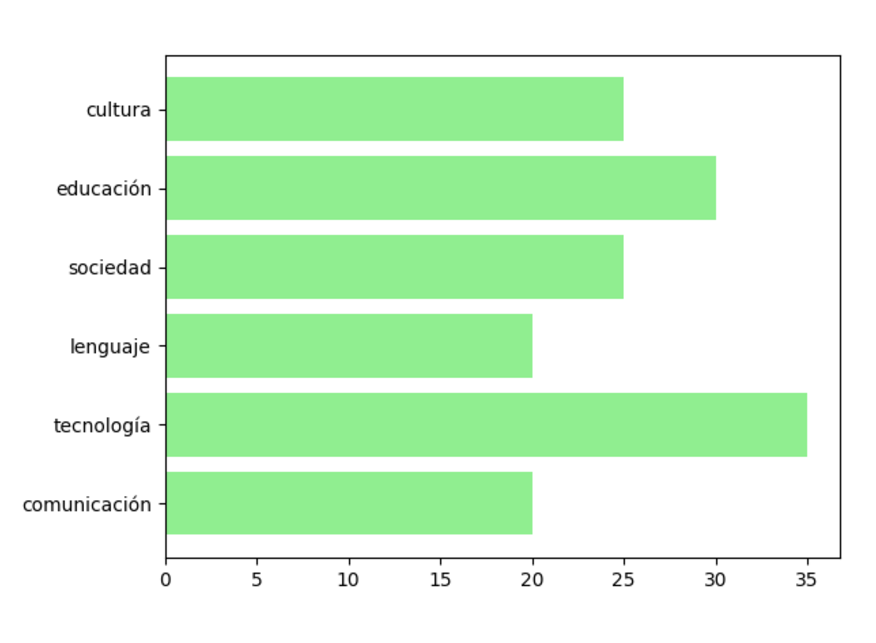 cultura
educación
sociedad
lenguaje
tecnología
comunicación
0 5 10 15 20 25 30 35